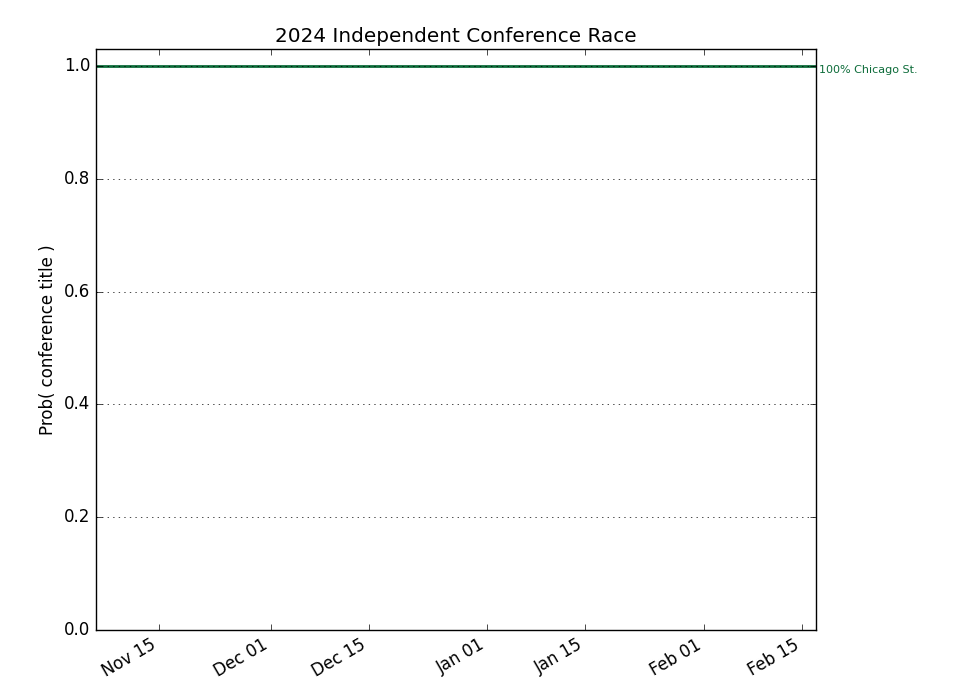 2024 Independent Conference Race
1.0
100% Chicago St.
0.8
0.6
Prob( conference title )
0.4
0.2
0.0
Nov 15
Dec 01
Dec 15
Jan 01
Jan 15
Feb 01
Feb 15